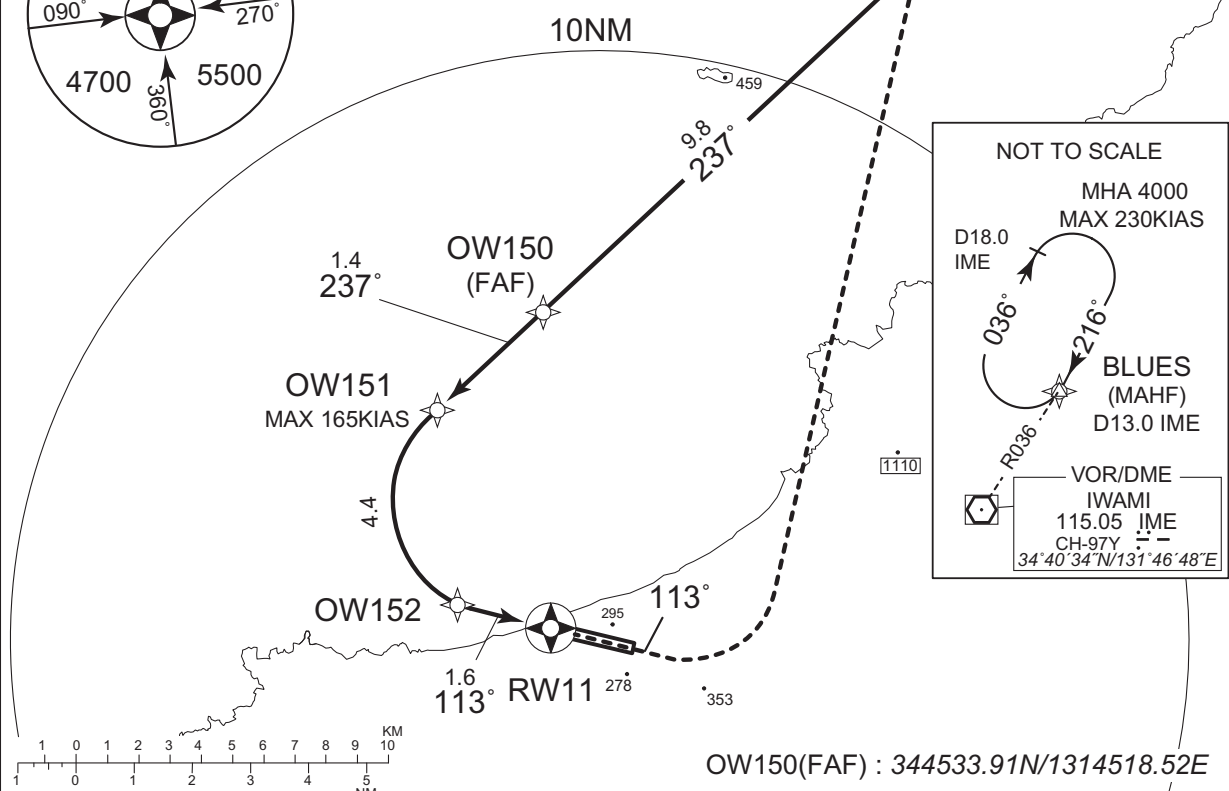 090°
270°
4700
5500
360°
10NM
459
9.8
237°
NOT TO SCALE
MHA 4000
MAX 230KIAS
D18.0
IME
036°
216°
BLUES
(MAHF)
D13.0 IME
R036
VOR/DME
IWAMI
115.05 IME
CH-97Y
34°40´34˝N/131°46´48˝E
OW150
(FAF)
1.4
237°
OW151
MAX 165KIAS
4.4
1110
OW152
295
113°
1.6
113°
RW11
278
353
KM
1 0 1 2 3 4 5 6 7 8 9 10
1 0 1 2 3 4 5
NM
OW150(FAF) : 344533.91N/1314518.52E